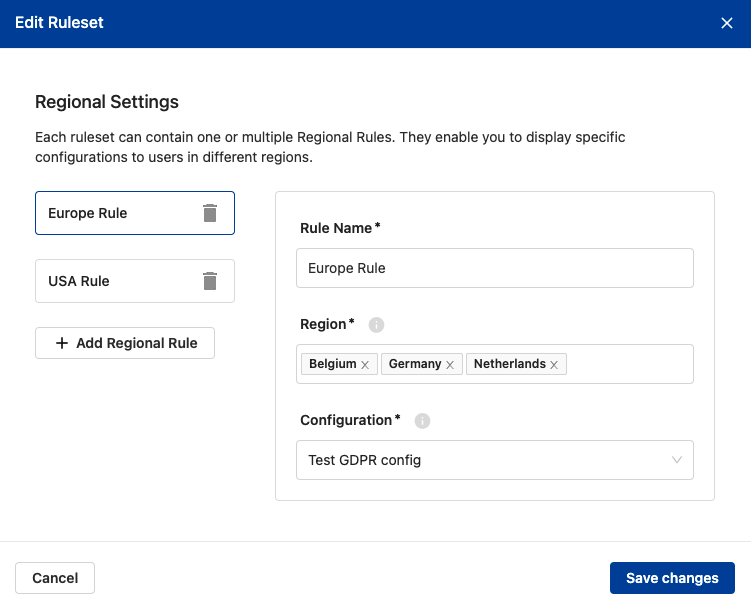 Edit Ruleset
Regional Settings
Each ruleset can contain one or multiple Regional Rules. They enable you to display specific
configurations to users in different regions.
Europe Rule
USA Rule
+ Add Regional Rule
Rule Name*
Europe Rule
Region*
Belgium Germany Netherlands
Configuration*
Test GDPR config
Cancel
Save changes